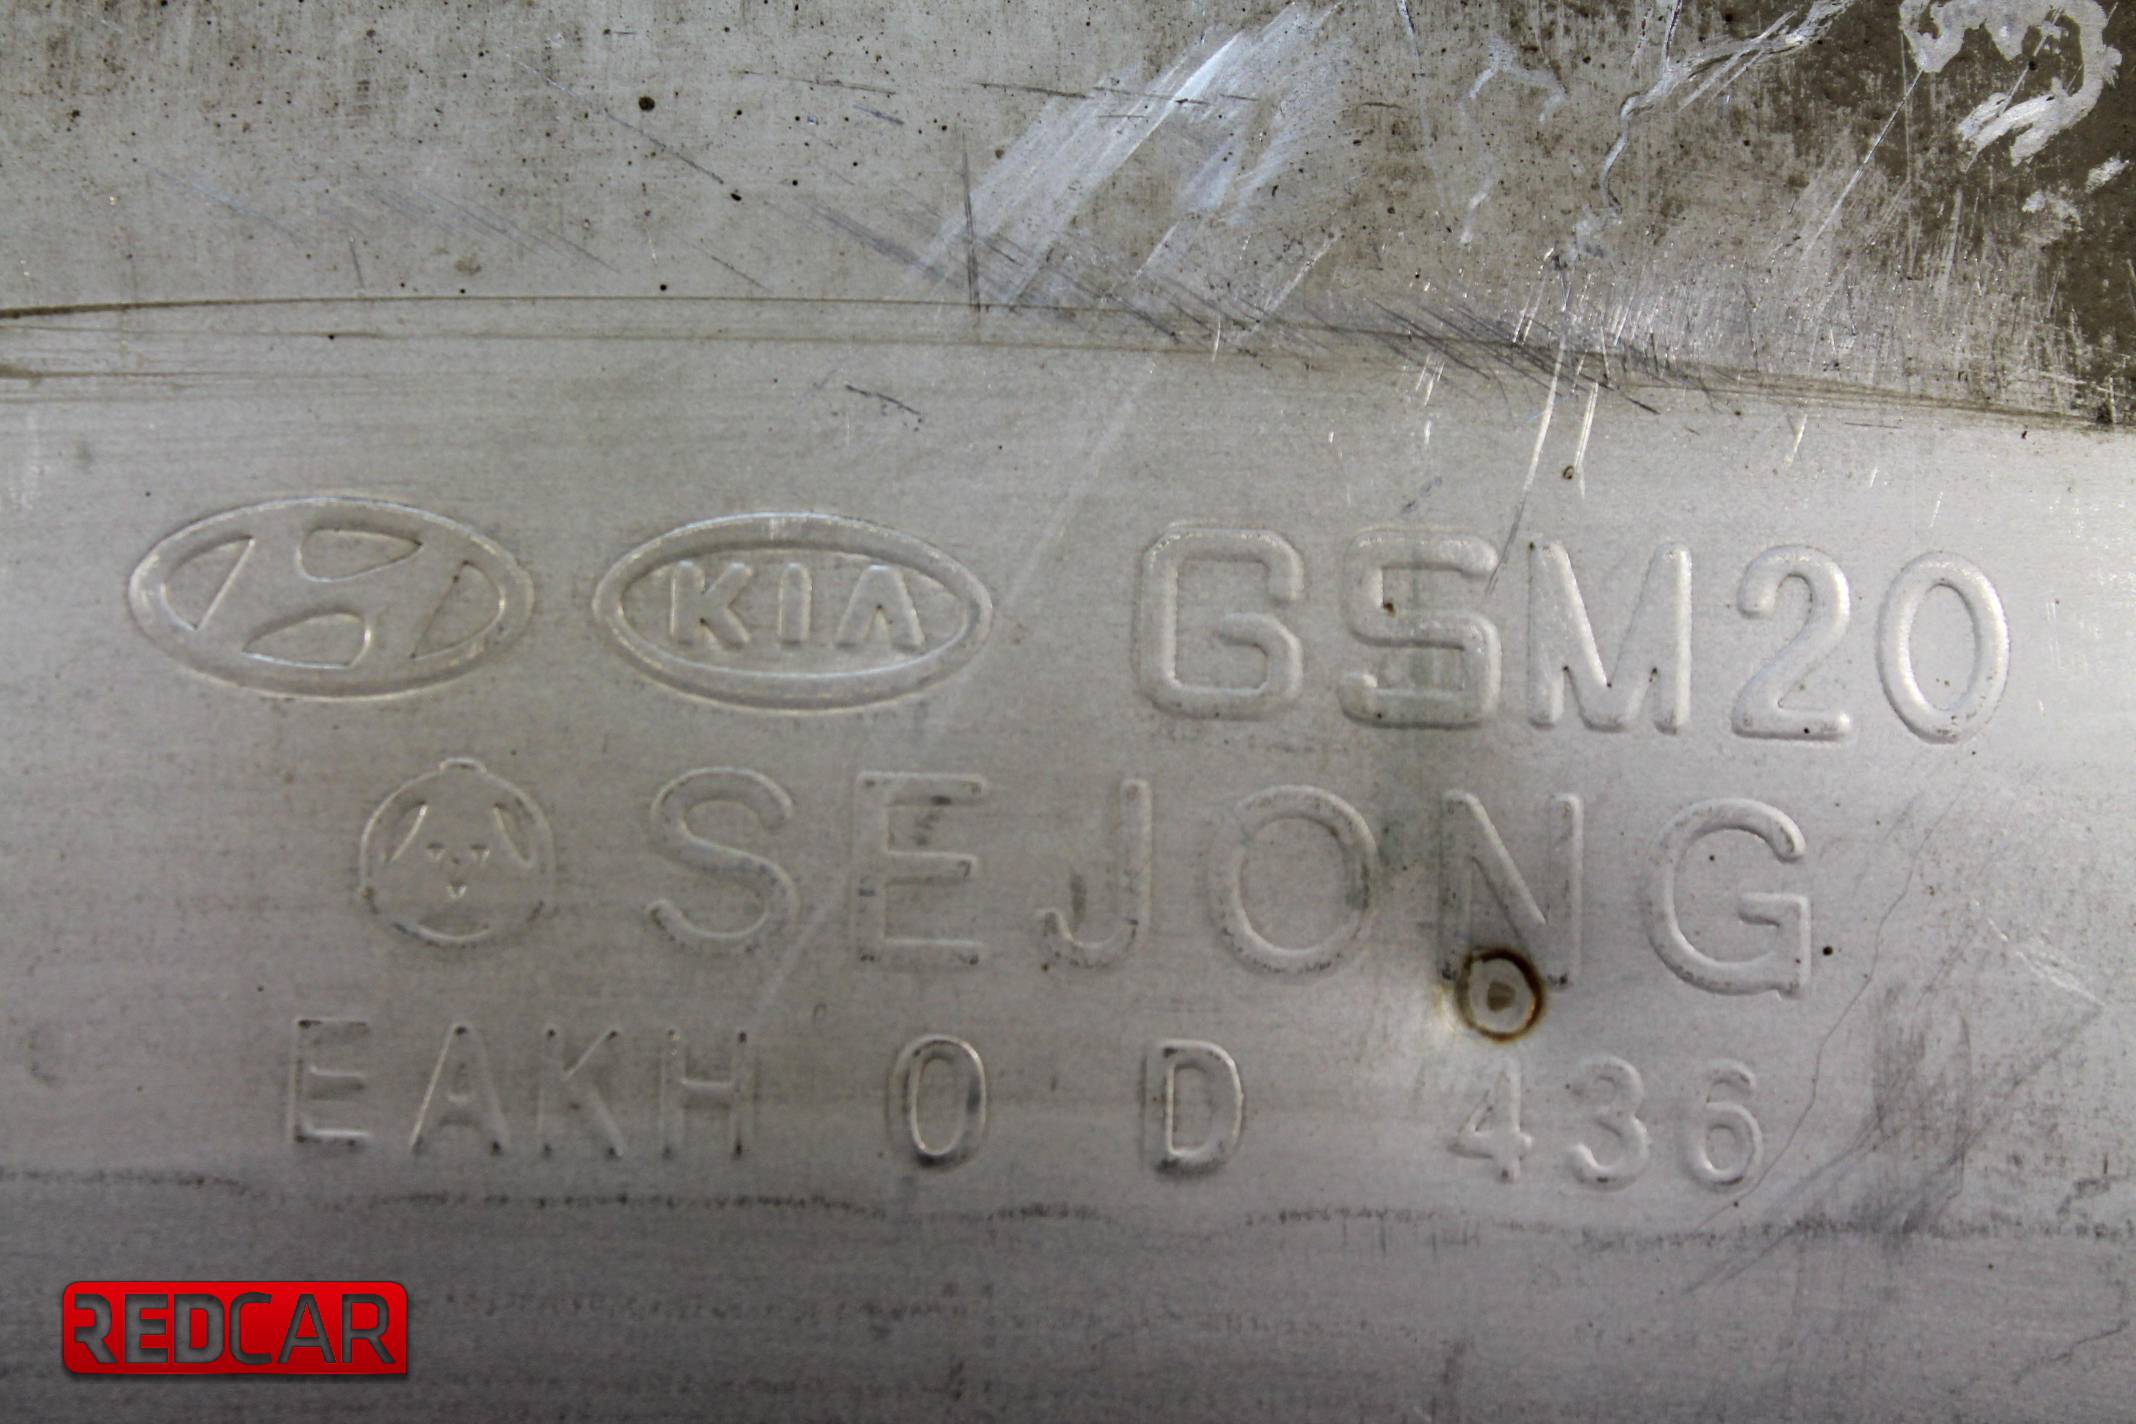 KIA GSM20
SEJONG
EAKH 0 D 436
REDCAR